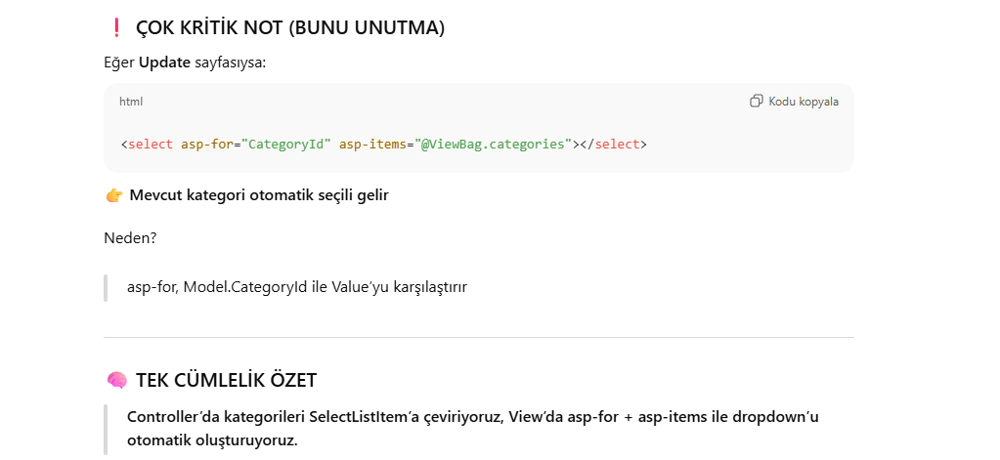 ❗ ÇOK KRİTİK NOT (BUNU UNUTMA)
Eğer Update sayfasıysa:
html
Kodu kopyala
<select asp-for="CategoryId" asp-items="@ViewBag.categories"></select>
👉 Mevcut kategori otomatik seçili gelir
Neden?
asp-for, Model.CategoryId ile Value’yu karşılaştırır
🧠 TEK CÜMLELİK ÖZET
Controller’da kategorileri SelectListItem’a çeviriyoruz, View’da asp-for + asp-items ile dropdown’u
otomatik oluşturuyoruz.